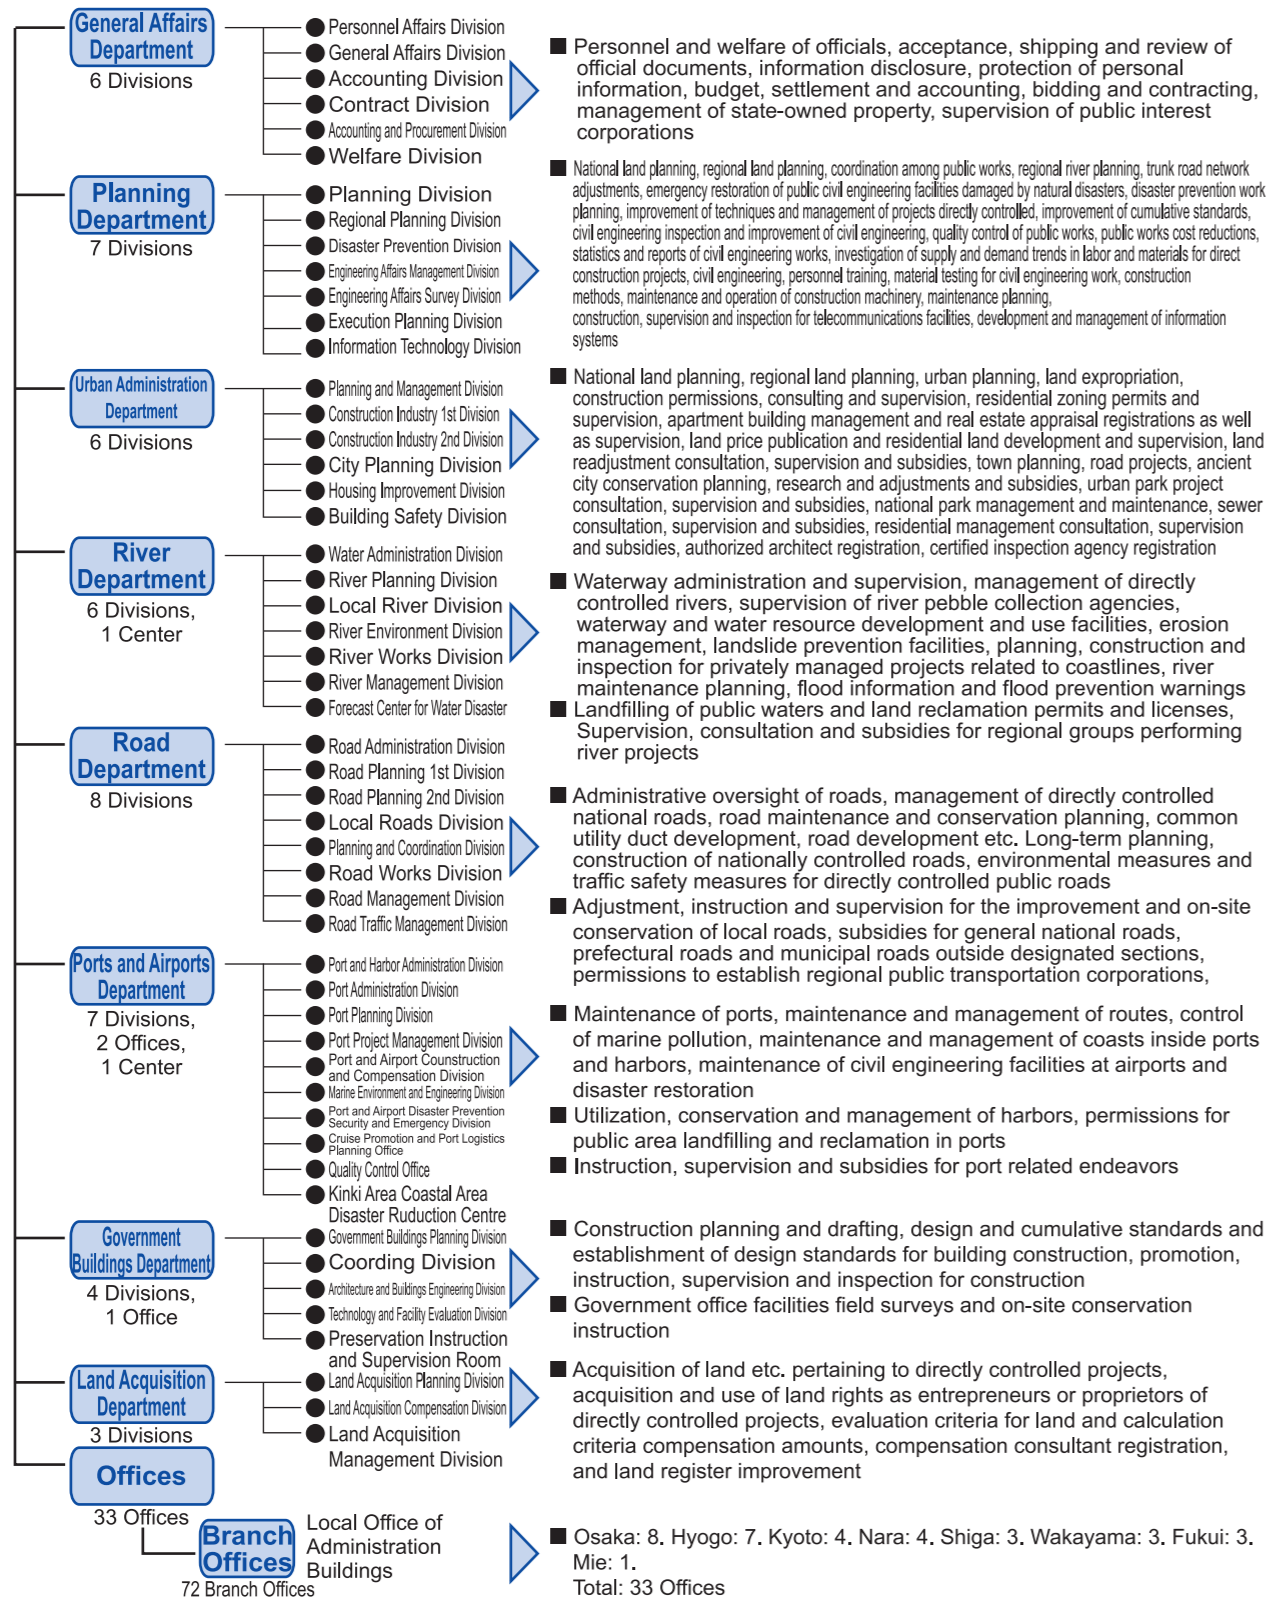 General Affairs
Department
6 Divisions
Personnel Affairs Division
General Affairs Division
Accounting Division
Contract Division
Accounting and Procurement Division
Welfare Division
■ Personnel and welfare of officials, acceptance, shipping and review of
official documents, information disclosure, protection of personal
information, budget, settlement and accounting, bidding and contracting,
management of state-owned property, supervision of public interest
corporations
Planning
Department
7 Divisions
Planning Division
Regional Planning Division
Disaster Prevention Division
Engineering Affairs Management Division
Engineering Affairs Survey Division
Execution Planning Division
Information Technology Division
■ National land planning, regional land planning, coordination among public works, regional river planning, trunk road network
adjustments, emergency restoration of public civil engineering facilities damaged by natural disasters, disaster prevention work
planning, improvement of techniques and management of projects directly controlled, improvement of cumulative standards,
civil engineering inspection and improvement of civil engineering, quality control of public works, public works cost reductions,
statistics and reports of civil engineering works, investigation of supply and demand trends in labor and materials for direct
construction projects, civil engineering, personnel training, material testing for civil engineering work, construction
methods, maintenance and operation of construction machinery, maintenance planning,
construction, supervision and inspection for telecommunications facilities, development and management of information
systems
Urban Administration
Department
6 Divisions
Planning and Management Division
Construction Industry 1st Division
Construction Industry 2nd Division
City Planning Division
Housing Improvement Division
Building Safety Division
■ National land planning, regional land planning, urban planning, land expropriation,
construction permissions, consulting and supervision, residential zoning permits and
supervision, apartment building management and real estate appraisal registrations as well
as supervision, land price publication and residential land development and supervision, land
readjustment consultation, supervision and subsidies, town planning, road projects, ancient
city conservation planning, research and adjustments and subsidies, urban park project
consultation, supervision and subsidies, national park management and maintenance, sewer
consultation, supervision and subsidies, residential management consultation, supervision
and subsidies, authorized architect registration, certified inspection agency registration
River
Department
6 Divisions,
1 Center
Water Administration Division
River Planning Division
Local River Division
River Environment Division
River Works Division
River Management Division
Forecast Center for Water Disaster
■ Waterway administration and supervision, management of directly
controlled rivers, supervision of river pebble collection agencies,
waterway and water resource development and use facilities, erosion
management, landslide prevention facilities, planning, construction and
inspection for privately managed projects related to coastlines, river
maintenance planning, flood information and flood prevention warnings
■ Landfilling of public waters and land reclamation permits and licenses,
Supervision, consultation and subsidies for regional groups performing
river projects
Road
Department
8 Divisions
Road Administration Division
Road Planning 1st Division
Road Planning 2nd Division
Local Roads Division
Planning and Coordination Division
Road Works Division
Road Management Division
Road Traffic Management Division
■ Administrative oversight of roads, management of directly controlled
national roads, road maintenance and conservation planning, common
utility duct development, road development etc. Long-term planning,
construction of nationally controlled roads, environmental measures and
traffic safety measures for directly controlled public roads
■ Adjustment, instruction and supervision for the improvement and on-site
conservation of local roads, subsidies for general national roads,
prefectural roads and municipal roads outside designated sections,
permissions to establish regional public transportation corporations,
Ports and Airports
Department
7 Divisions,
2 Offices,
1 Center
Port and Harbor Administration Division
Port Administration Division
Port Planning Division
Port Project Management Division
Port and Airport Counstruction
and Compensation Division
Marine Environment and Engineering Division
Port and Airport Disaster Prevention
Security and Emergency Division
Cruise Promotion and Port Logistics
Planning Office
Quality Control Office
Kinki Area Coastal Area
Disaster Ruduction Centre
■ Maintenance of ports, maintenance and management of routes, control
of marine pollution, maintenance and management of coasts inside ports
and harbors, maintenance of civil engineering facilities at airports and
disaster restoration
■ Utilization, conservation and management of harbors, permissions for
public area landfilling and reclamation in ports
■ Instruction, supervision and subsidies for port related endeavors
Government
Buildings Department
4 Divisions,
1 Office
Government Buildings Planning Division
Coording Division
Architecture and Buildings Engineering Division
Technology and Facility Evaluation Division
Preservation Instruction
and Supervision Room
■ Construction planning and drafting, design and cumulative standards and
establishment of design standards for building construction, promotion,
instruction, supervision and inspection for construction
■ Government office facilities field surveys and on-site conservation
instruction
Land Acquisition
Department
3 Divisions
Land Acquisition Planning Division
Land Acquisition Compensation Division
Land Acquisition
Management Division
■ Acquisition of land etc. pertaining to directly controlled projects,
acquisition and use of land rights as entrepreneurs or proprietors of
directly controlled projects, evaluation criteria for land and calculation
criteria compensation amounts, compensation consultant registration,
and land register improvement
Offices
33 Offices
Branch
Offices
72 Branch Offices
Local Office of
Administration
Buildings
■ Osaka: 8. Hyogo: 7. Kyoto: 4. Nara: 4. Shiga: 3. Wakayama: 3. Fukui: 3.
Mie: 1.
Total: 33 Offices